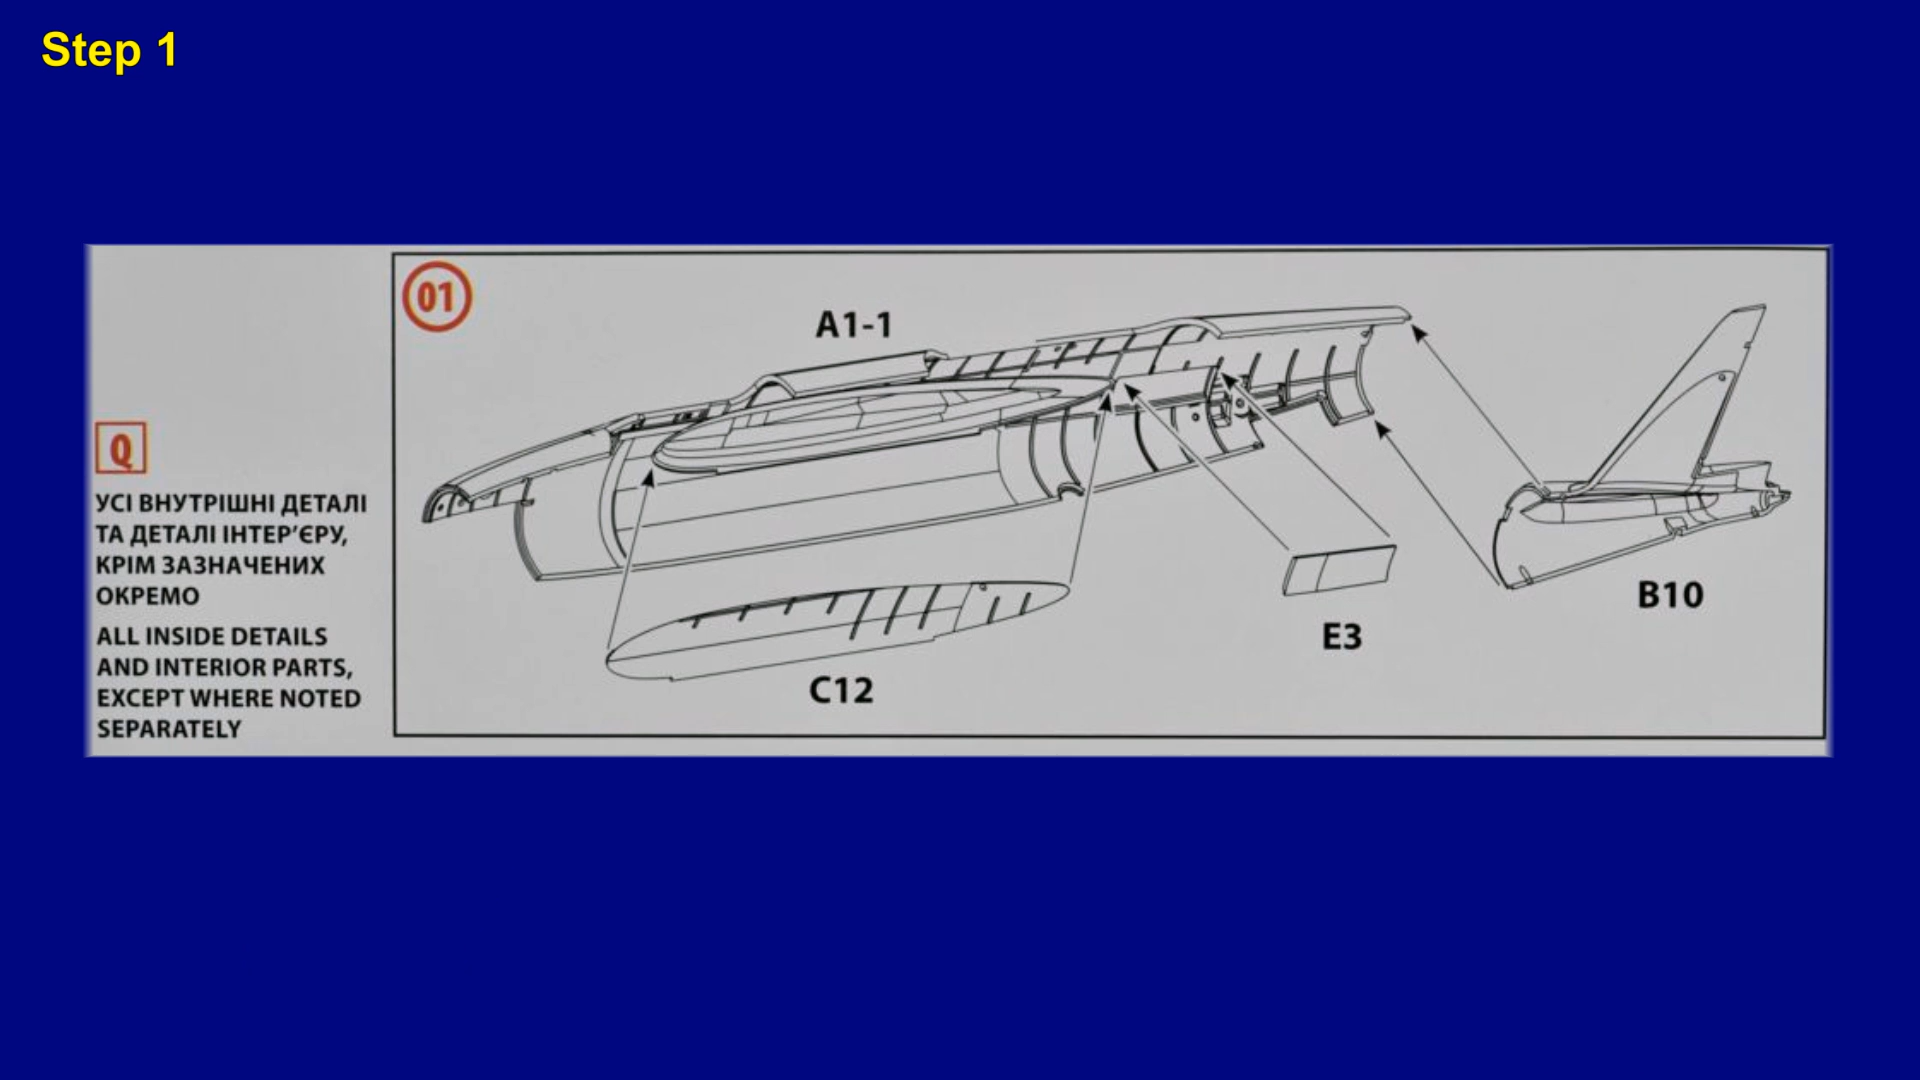 Step 1
01
A1-1
Q
УСІ ВНУТРІШНІ ДЕТАЛІ
ТА ДЕТАЛІ ІНТЕР’ЄРУ,
КРІМ ЗАЗНАЧЕНИХ
ОКРЕМО
ALL INSIDE DETAILS
AND INTERIOR PARTS,
EXCEPT WHERE NOTED
SEPARATELY
B10
E3
C12